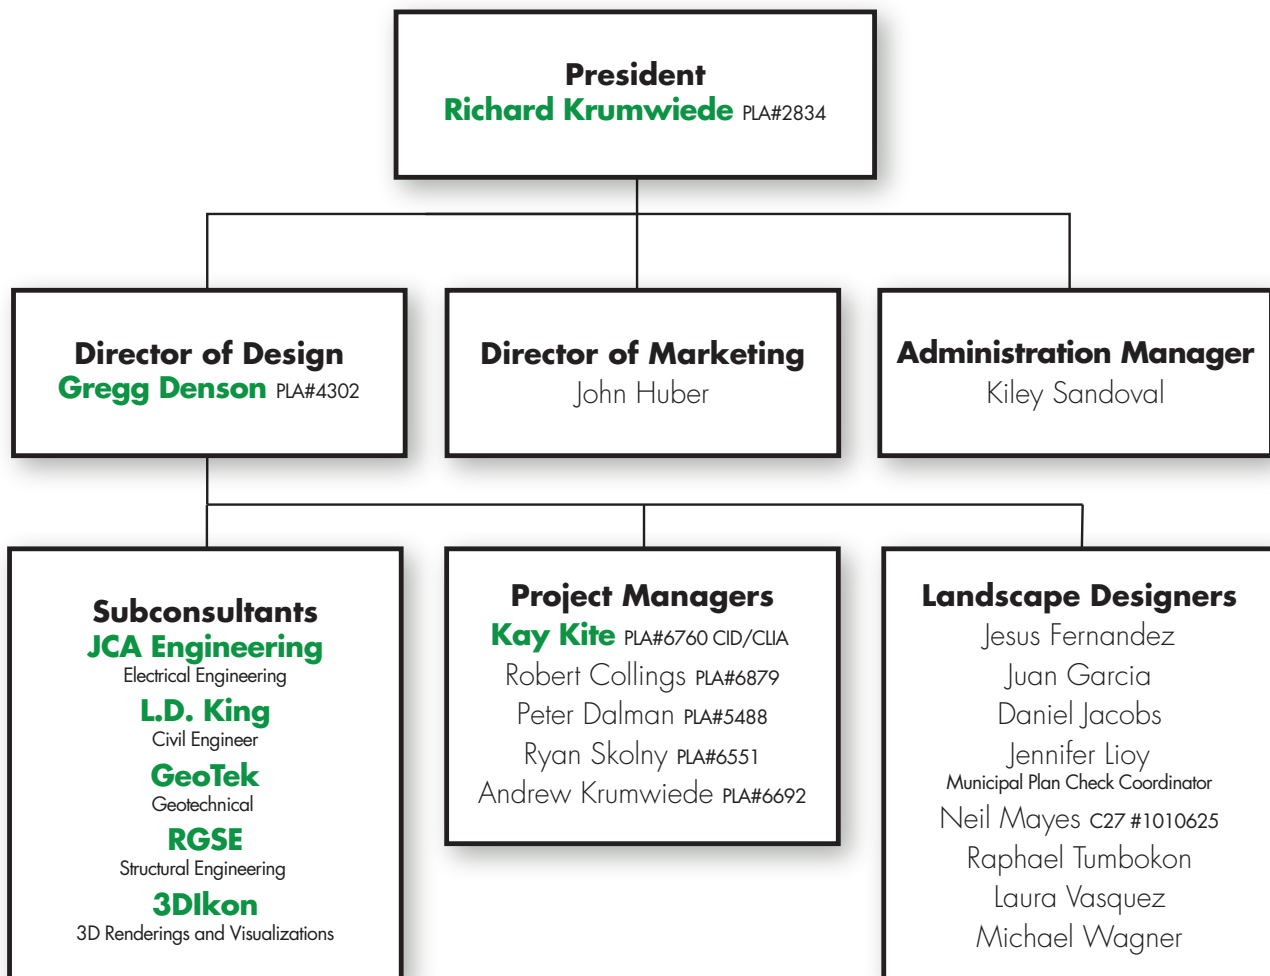 President
Richard Krumwiede PLA#2834
Director of Design
Gregg Denson PLA#4302
Director of Marketing
John Huber
Administration Manager
Kiley Sandoval
Subconsultants
JCA Engineering
Electrical Engineering
L.D. King
Civil Engineer
GeoTek
Geotechnical
RGSE
Structural Engineering
3DIkon
3D Renderings and Visualizations
Project Managers
Kay Kite PLA#6760 CID/CLIA
Robert Collings PLA#6879
Peter Dalman PLA#5488
Ryan Skolny PLA#6551
Andrew Krumwiede PLA#6692
Landscape Designers
Jesus Fernandez
Juan Garcia
Daniel Jacobs
Jennifer Lioy
Municipal Plan Check Coordinator
Neil Mayes C27 #1010625
Raphael Tumbokon
Laura Vasquez
Michael Wagner